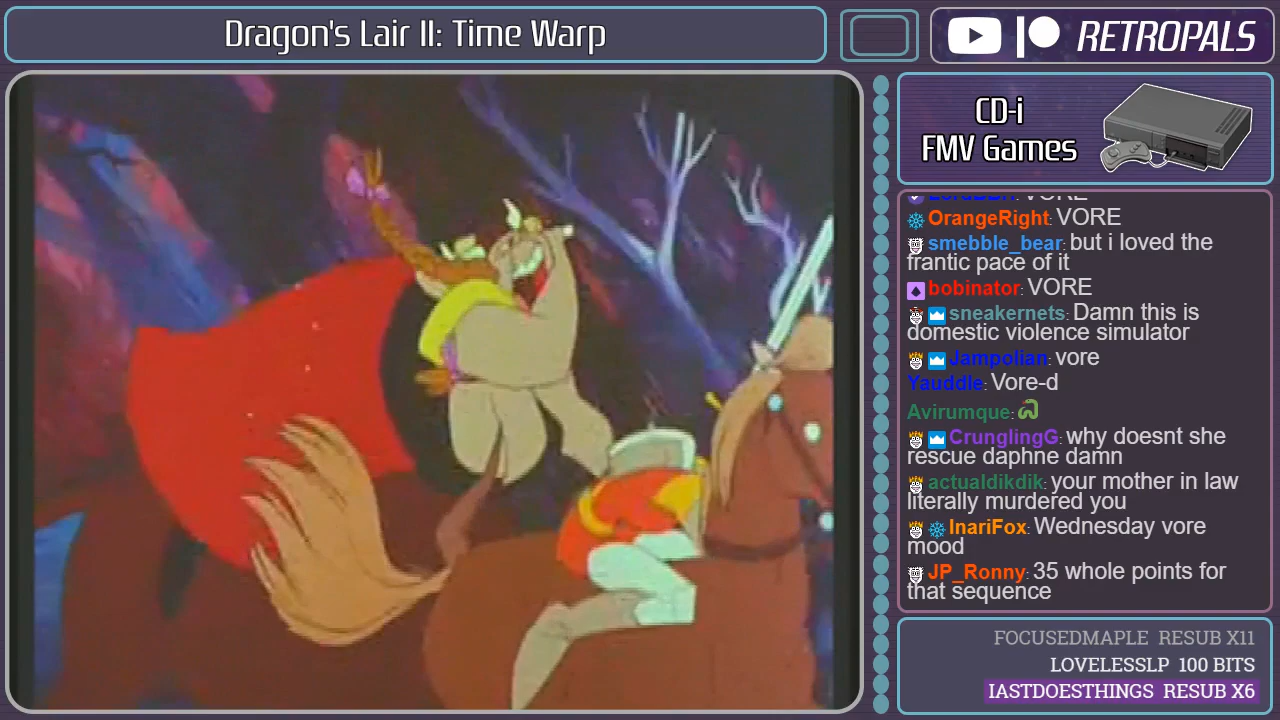 Dragon's Lair II: Time Warp
RETROPALS
CD-i
FMV Games
OrangeRight: VORE
smebble_bear: but i loved the
frantic pace of it
bobinator: VORE
sneakernets: Damn this is
domestic violence simulator
Jampolian: vore
Yauddle: Vore-d
Avirumque:
CrunglingG: why doesnt she
rescue daphne damn
actualdikdik: your mother in law
literally murdered you
InariFox: Wednesday vore
mood
JP_Ronny: 35 whole points for
that sequence
FOCUSEDMAPLE RESUB X11
LOVELESSLP 100 BITS
IASTDOESTHINGS RESUB X6